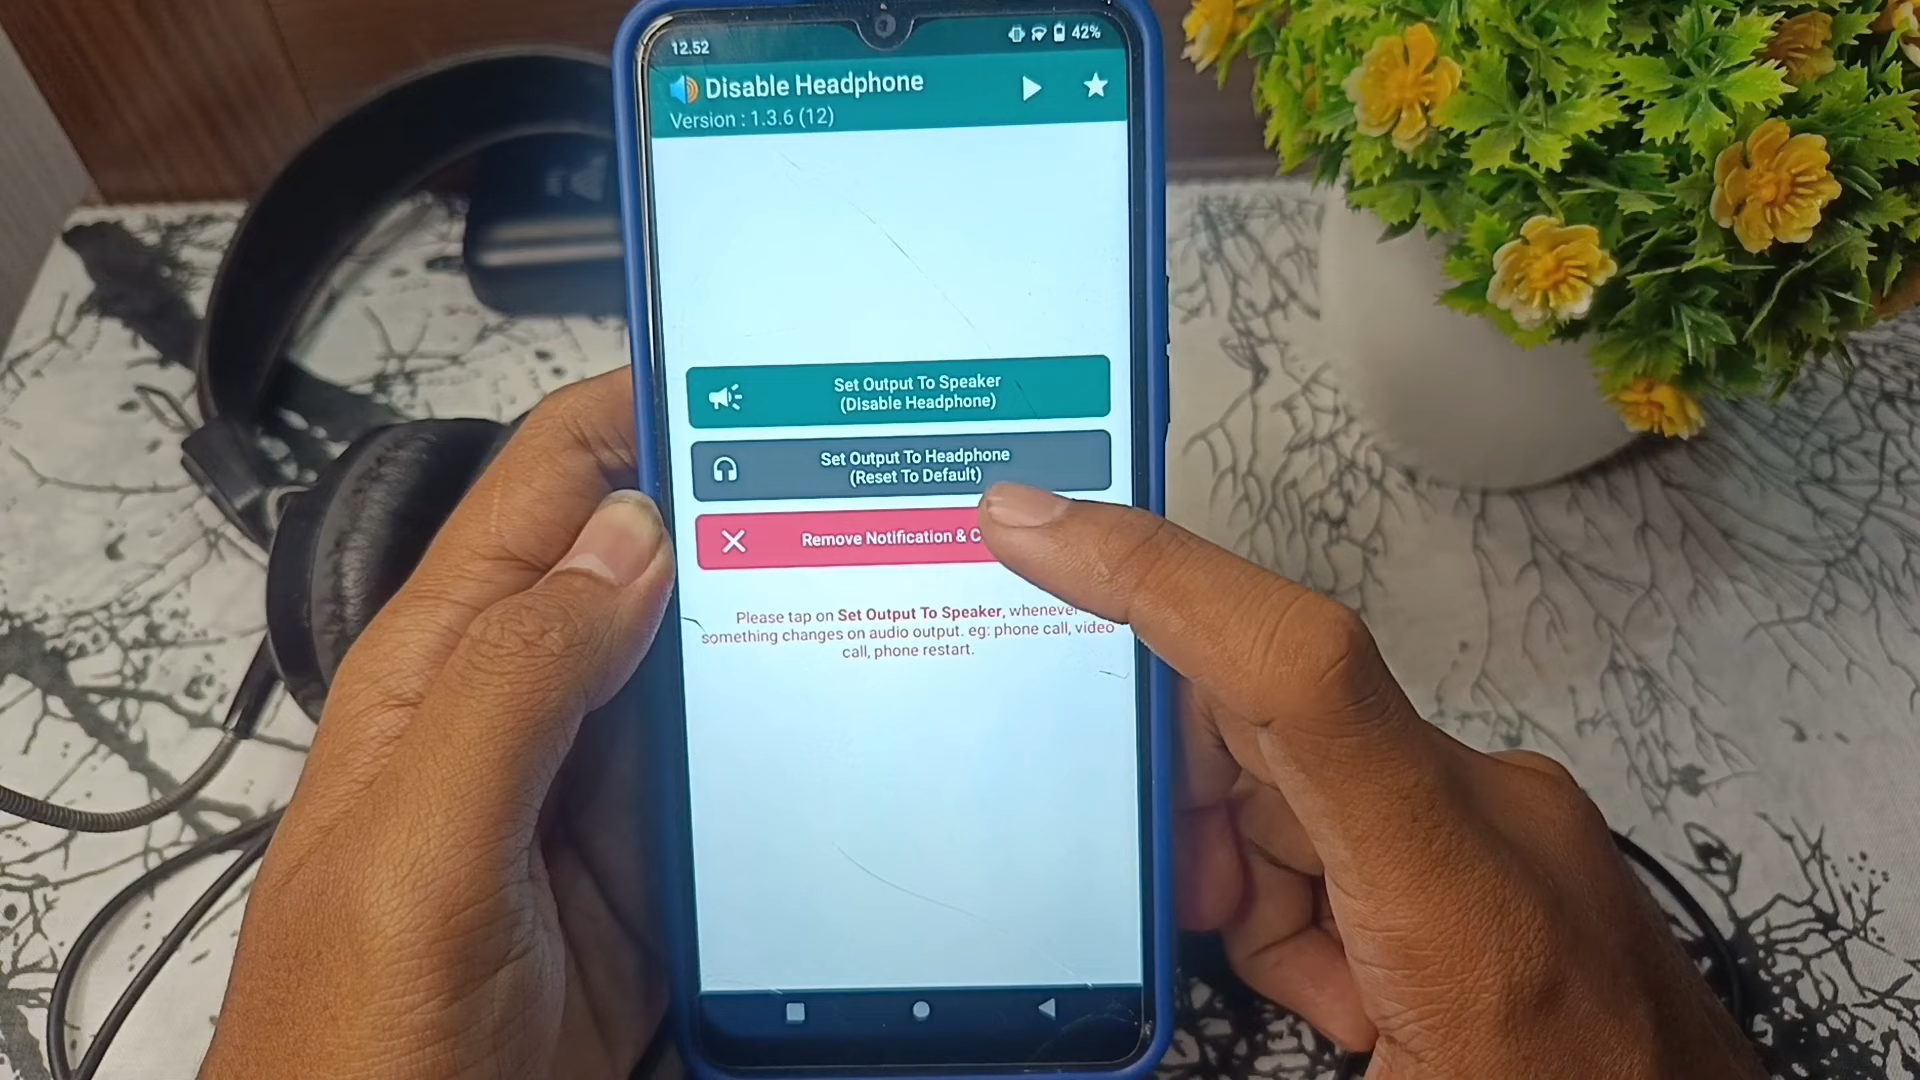 12.52
42%
Disable Headphone
Version : 1.3.6 (12)
Set Output To Speaker
(Disable Headphone)
Set Output To Headphone
(Reset To Default)
Remove Notification &
Please tap on Set Output To Speaker, whenever
something changes on audio output. eg: phone call, video
call, phone restart.